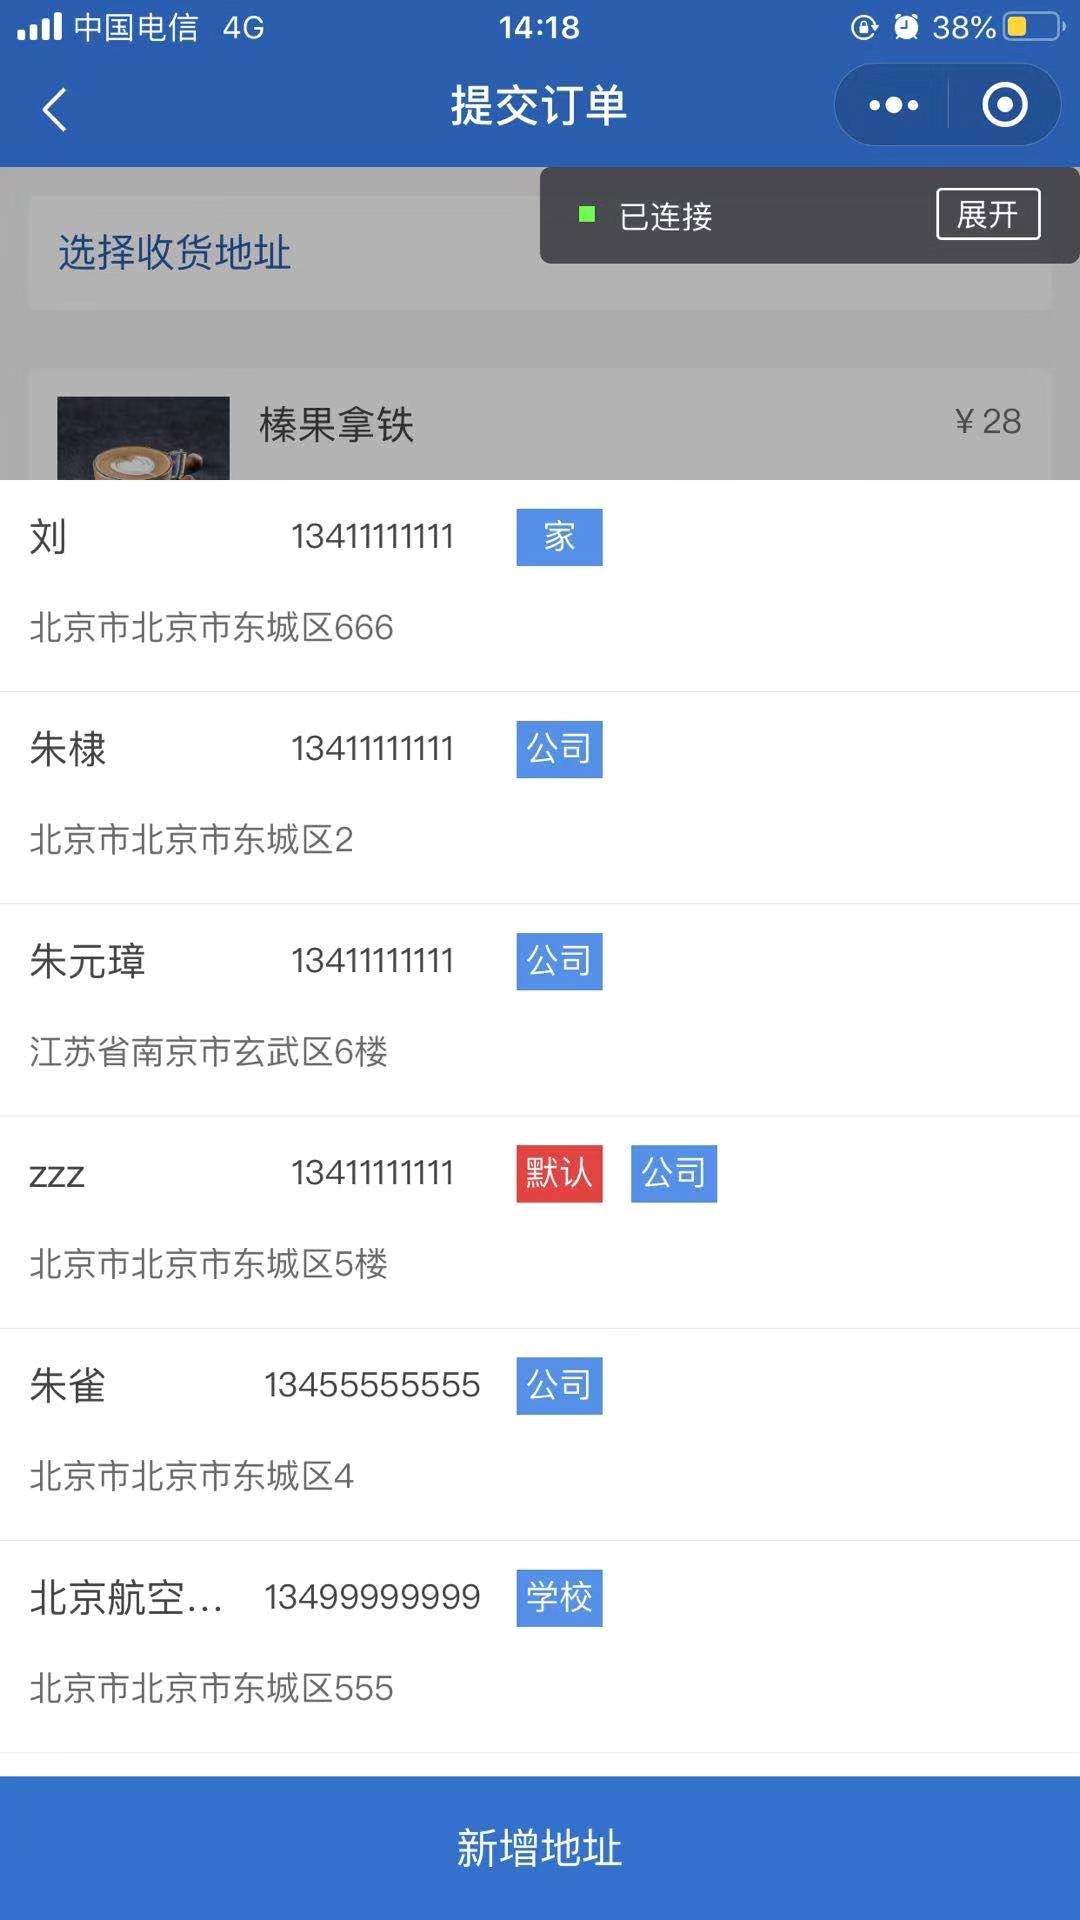 中国电信 4G 14:18 38%
提交订单
已连接 展开
选择收货地址
榛果拿铁 ¥ 28
刘 13411111111 家
北京市北京市东城区666
朱棣 13411111111 公司
北京市北京市东城区2
朱元璋 13411111111 公司
江苏省南京市玄武区6楼
zzz 13411111111 默认 公司
北京市北京市东城区5楼
朱雀 13455555555 公司
北京市北京市东城区4
北京航空... 13499999999 学校
北京市北京市东城区555
新增地址